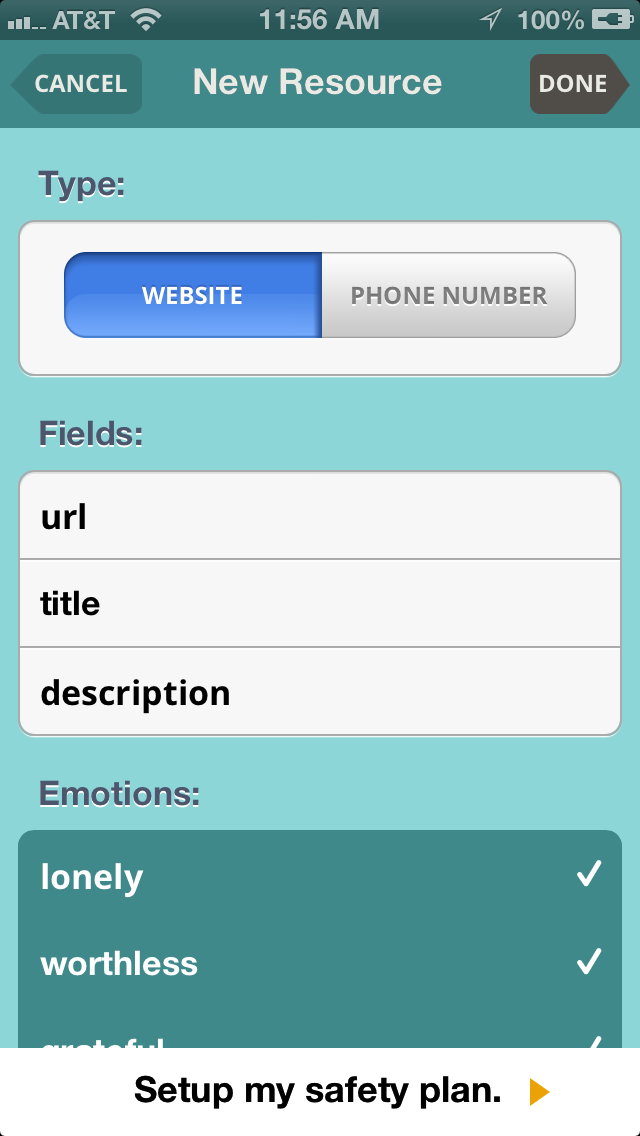 AT&T 11:56 AM 100%
CANCEL New Resource DONE
Type:
WEBSITE PHONE NUMBER
Fields:
url
title
description
Emotions:
lonely
worthless
grateful
Setup my safety plan.